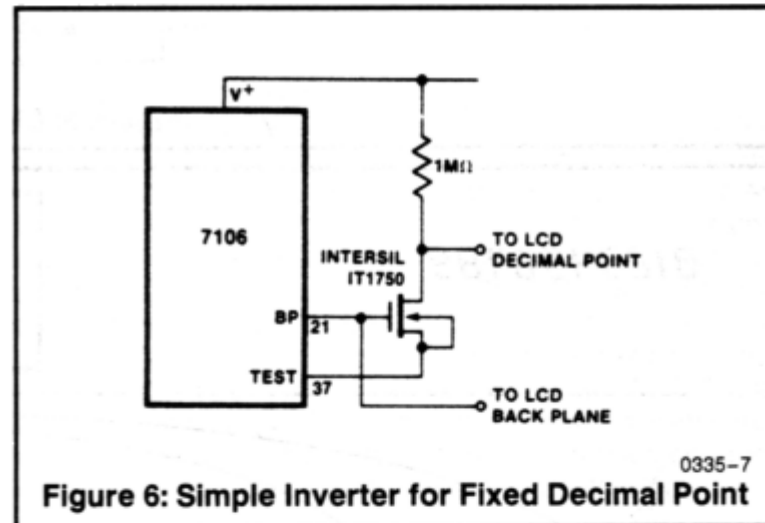 V+
1MΩ
7106
TO LCD
DECIMAL POINT
INTERSIL
IT1750
BP
21
TEST
37
TO LCD
BACK PLANE
0335-7
Figure 6: Simple Inverter for Fixed Decimal Point